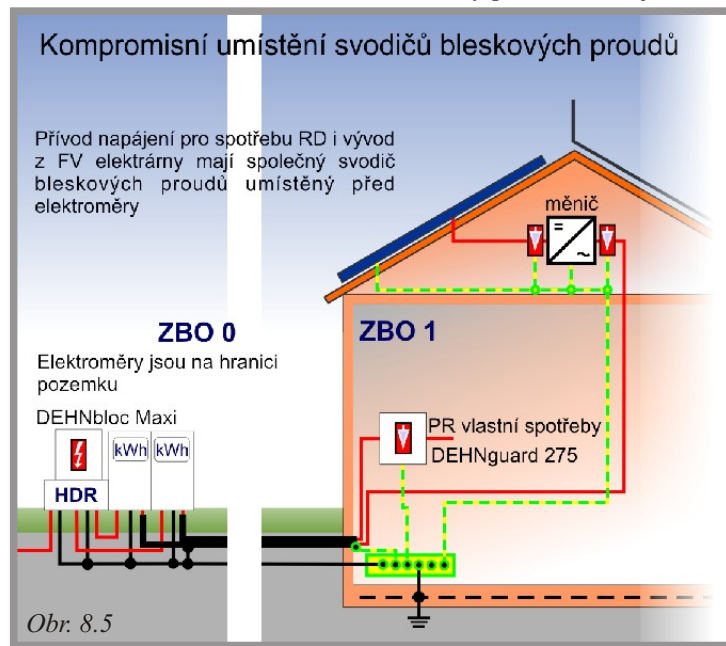 Kompromisní umístění svodičů bleskových proudů
Přívod napájení pro spotřebu RD i vývod
z FV elektrárny mají společný svodič
bleskových proudů umístěný před
elektroměry
měnič
=
~
ZBO 0
ZBO 1
Elektroměry jsou na hranici
pozemku
DEHNbloc Maxi
kWh kWh
HDR
PR vlastní spotřeby
DEHNguard 275
Obr. 8.5